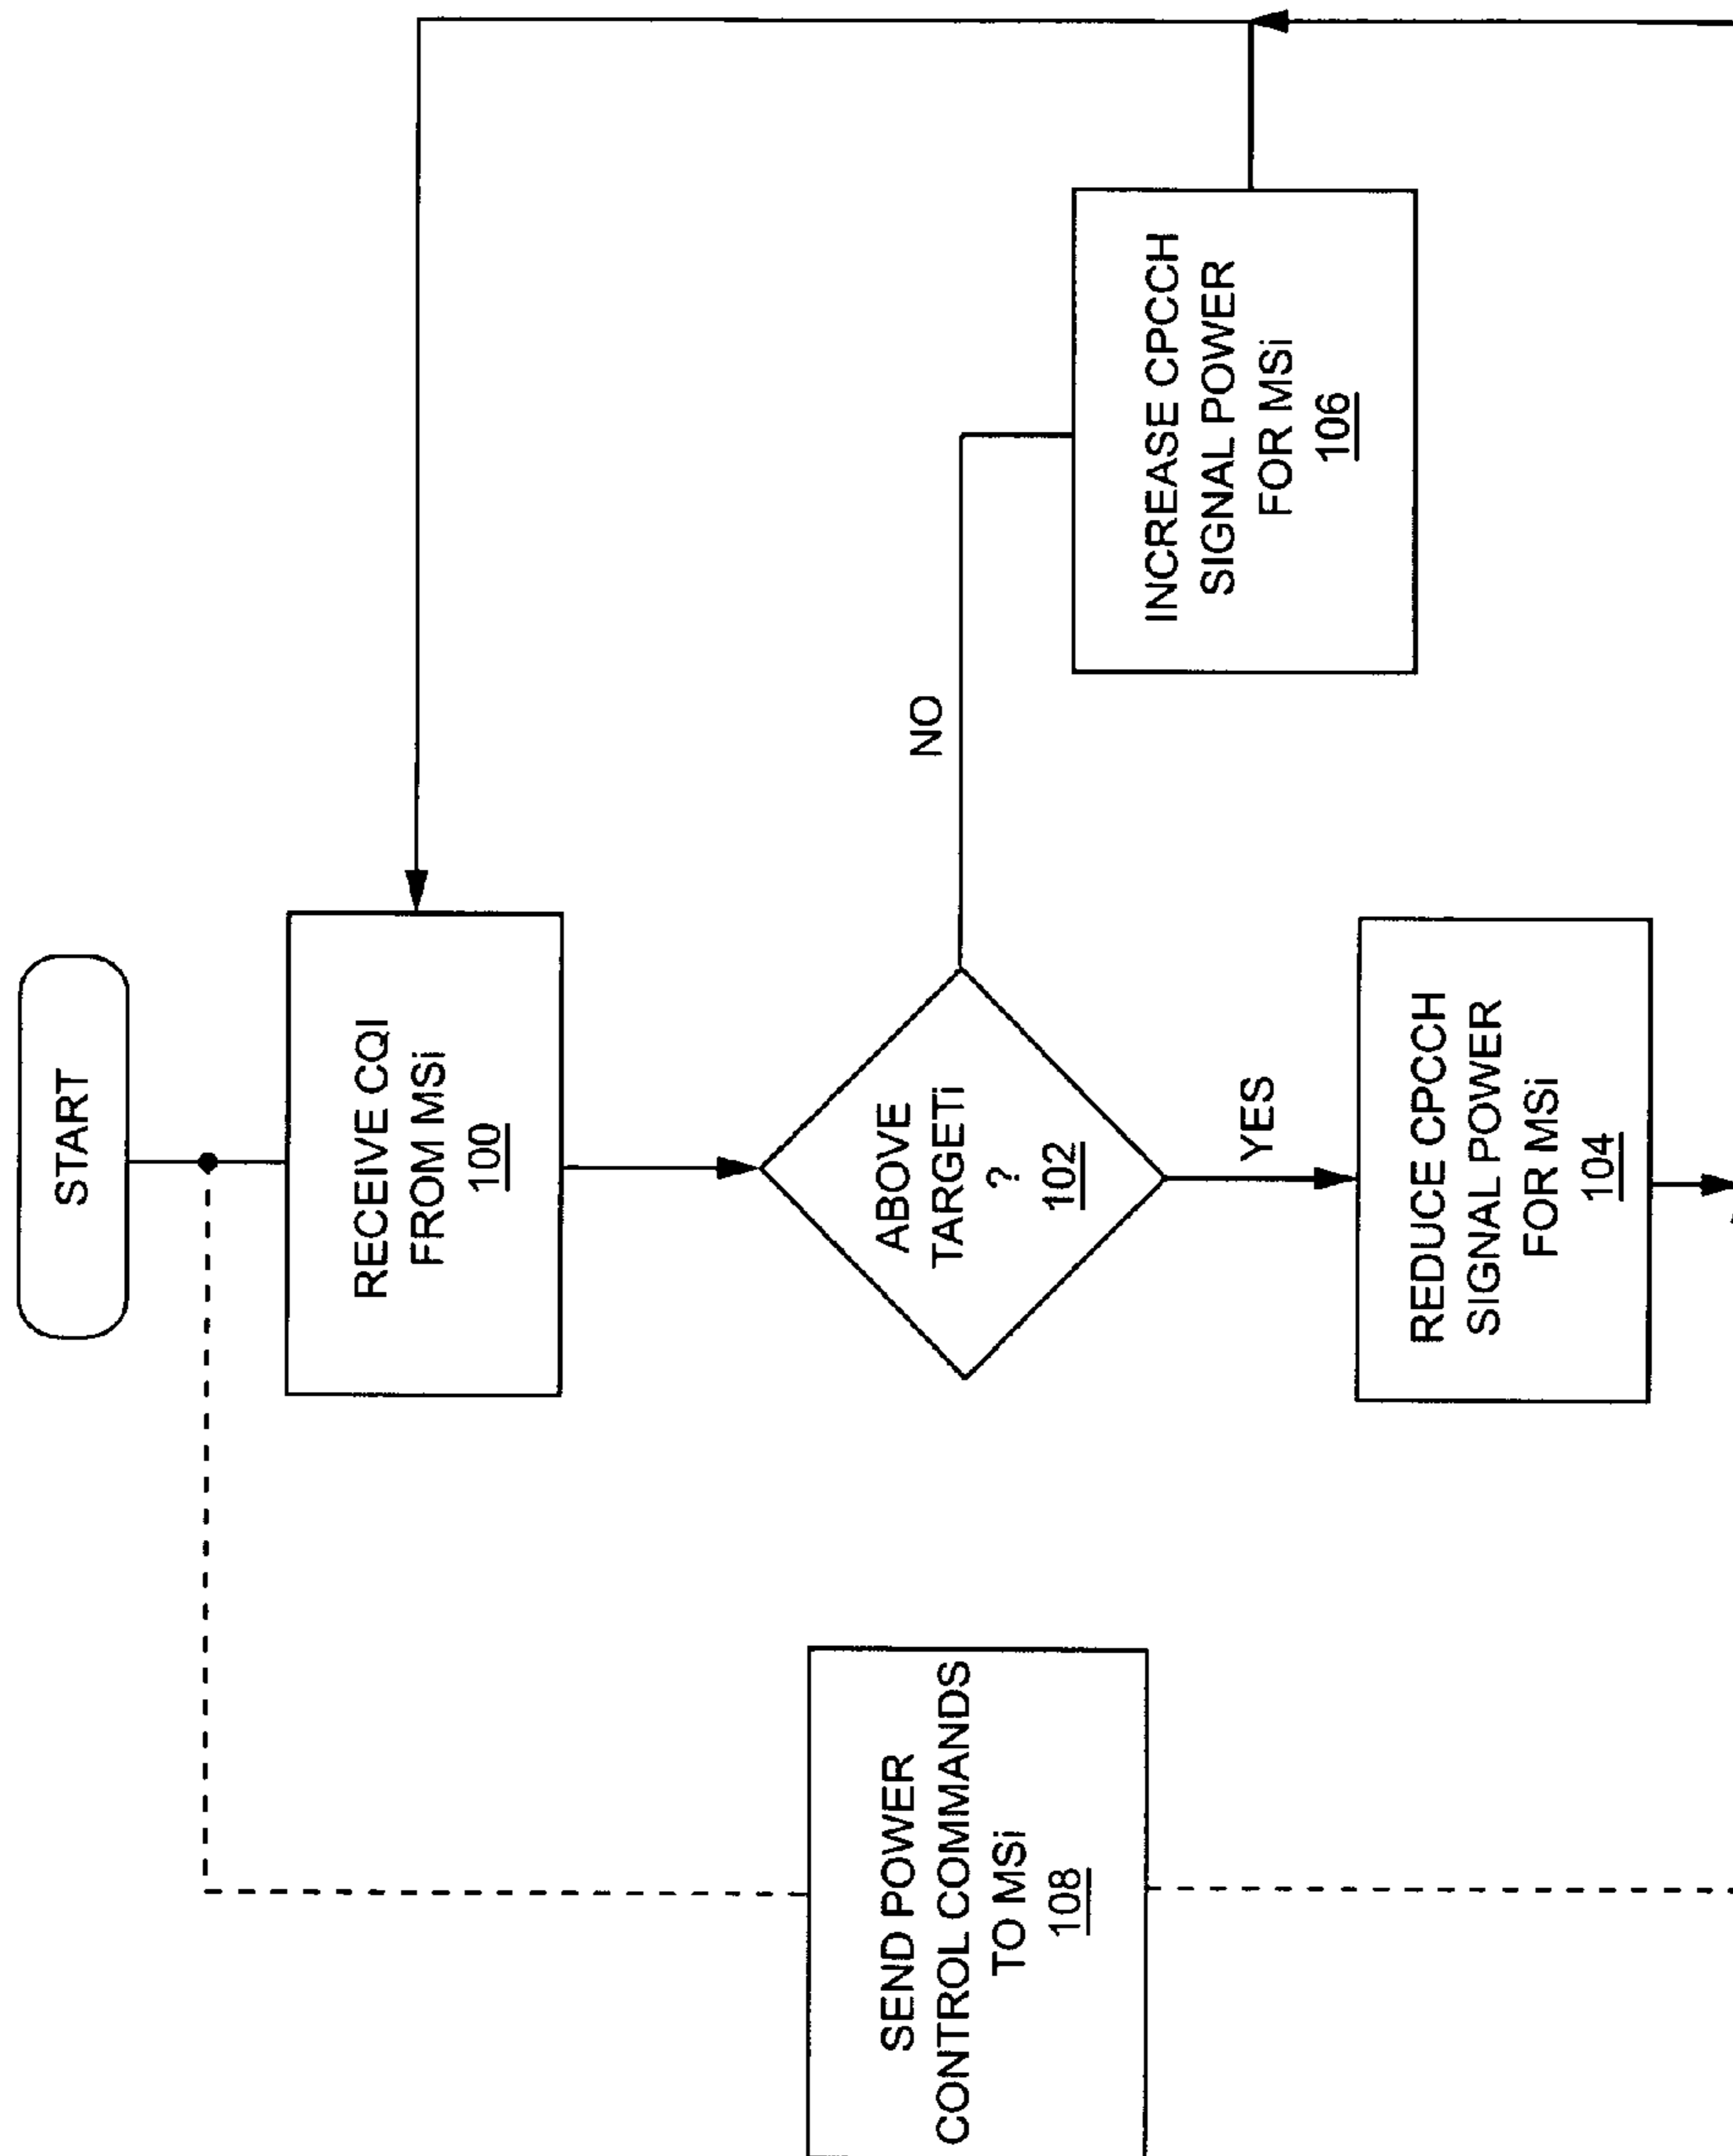 START
RECEIVE CQI
FROM MSi
100
ABOVE
TARGETi
?
102
NO
YES
INCREASE CPCCH
SIGNAL POWER
FOR MSi
106
REDUCE CPCCH
SIGNAL POWER
FOR MSi
104
SEND POWER
CONTROL COMMANDS
TO MSi
108